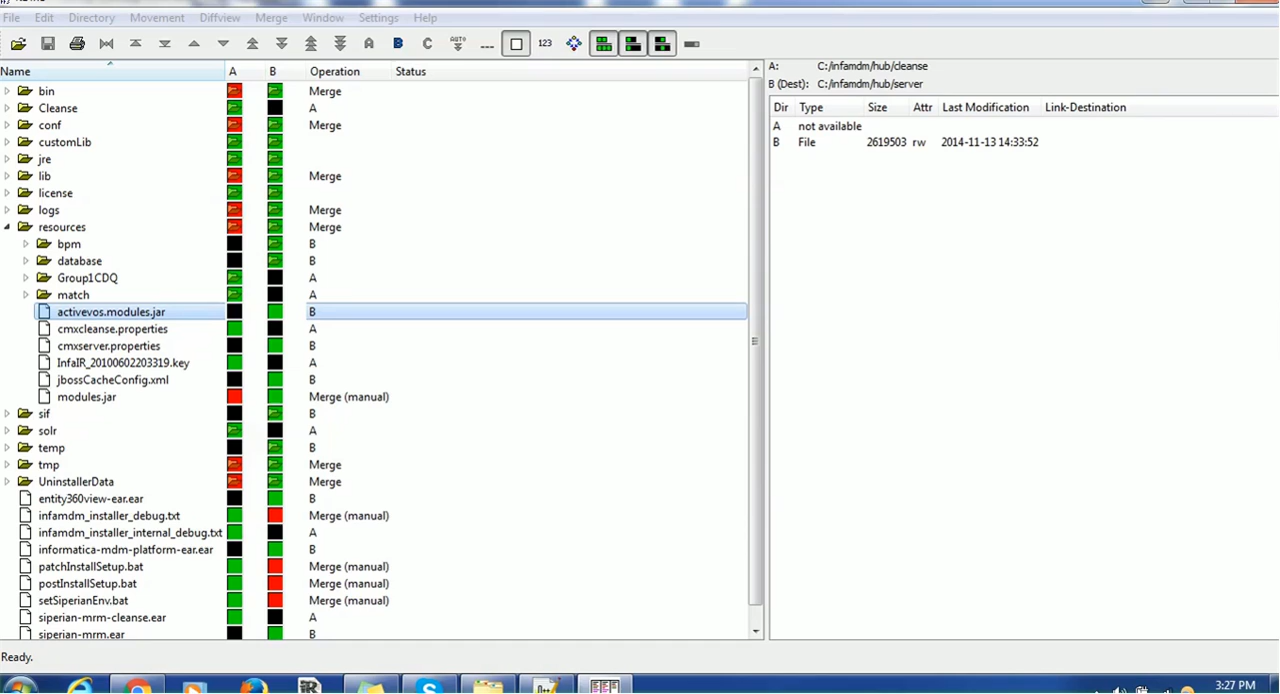 File Edit Directory Movement Diffview Merge Window Settings Help
A B C AUTO 123
Name A B Operation Status
bin Merge
Cleanse A
conf Merge
customLib
jre
lib Merge
license
logs Merge
resources Merge
bpm B
database B
Group1CDQ A
match A
activevos.modules.jar B
cmxcleanse.properties A
cmxserver.properties B
InfaIR_20100602203319.key A
jbossCacheConfig.xml B
modules.jar Merge (manual)
sif B
solr A
temp B
tmp Merge
UninstallerData Merge
entity360view-ear.ear B
infamdm_installer_debug.txt Merge (manual)
infamdm_installer_internal_debug.txt A
informatica-mdm-platform-ear.ear B
patchInstallSetup.bat Merge (manual)
postInstallSetup.bat Merge (manual)
setSiperianEnv.bat Merge (manual)
siperian-mrm-cleanse.ear A
siperian-mrm.ear B
A: C:/infamdm/hub/cleanse
B (Dest): C:/infamdm/hub/server
Dir Type Size Attr Last Modification Link-Destination
A not available
B File 2619503 rw 2014-11-13 14:33:52
Ready.
3:27 PM